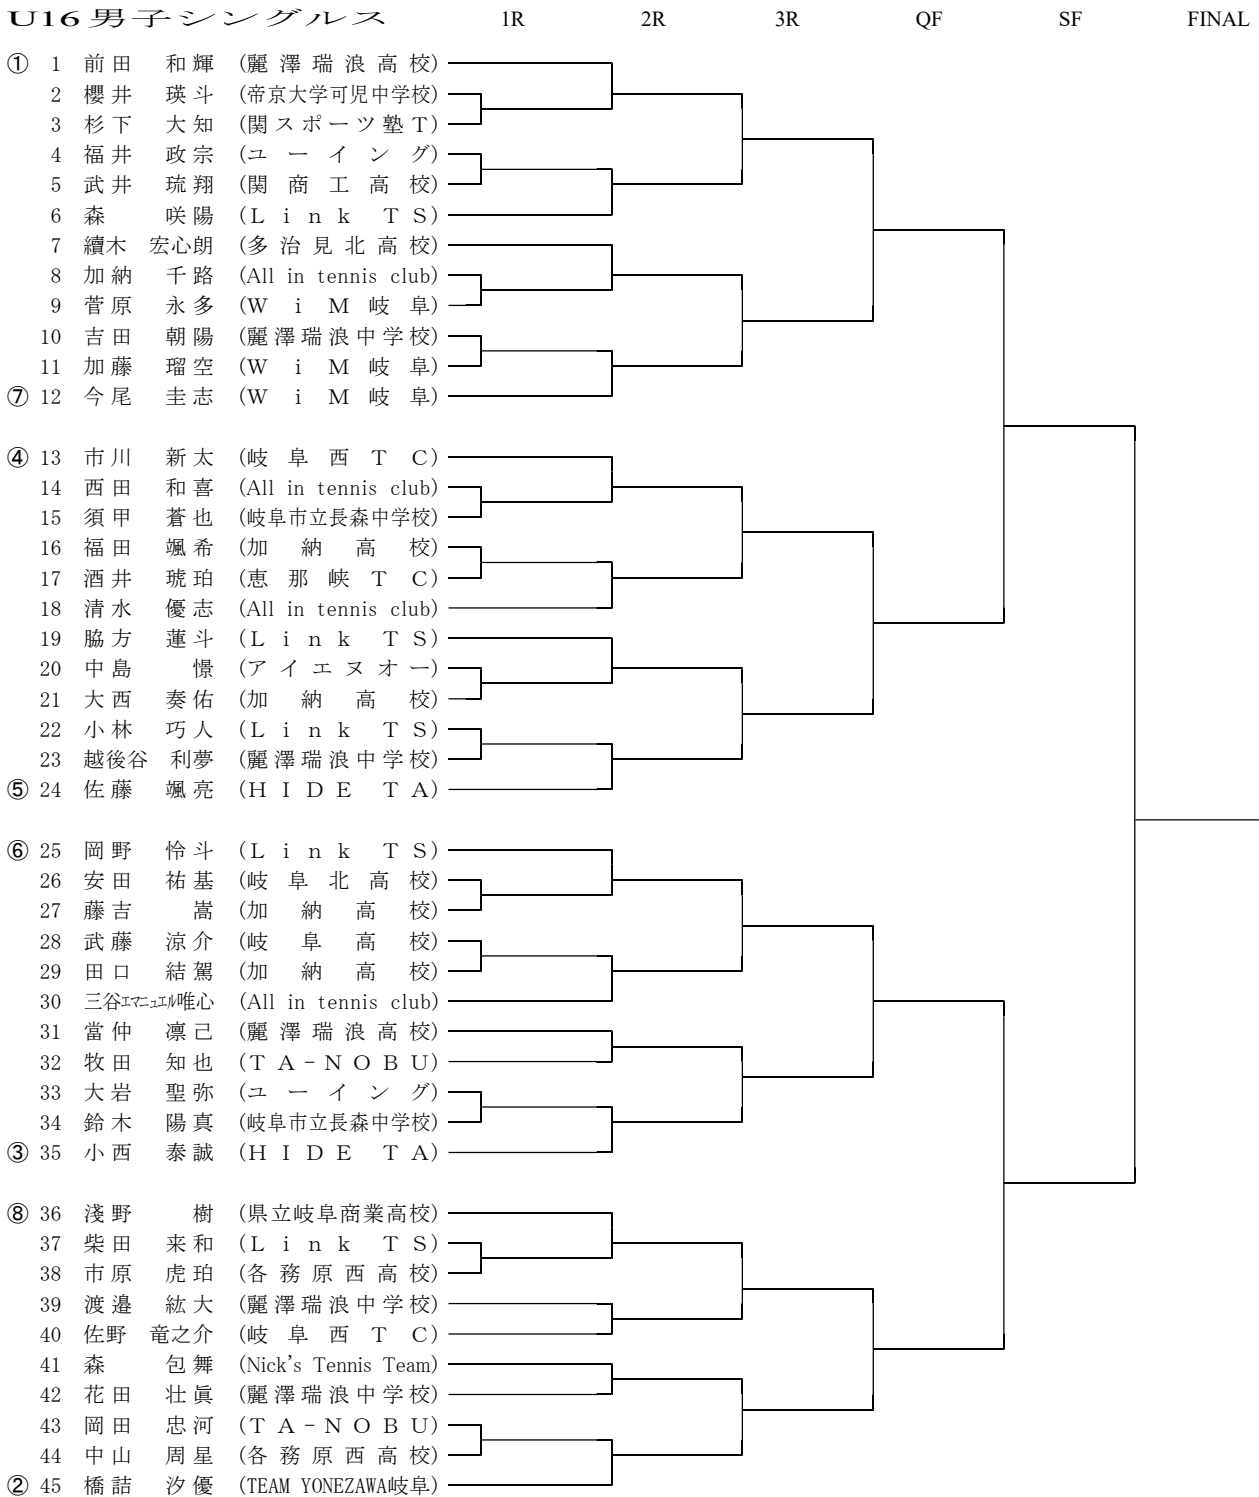 U16男子シングルス 1R 2R 3R QF SF FINAL
① 1 前田 和輝 (麗澤瑞浪高校)
2 櫻井 瑛斗 (帝京大学可児中学校)
3 杉下 大知 (関スポーツ塾T)
4 福井 政宗 (ユーイング)
5 武井 琉翔 (関商工高校)
6 森 咲陽 (Link TS)
7 續木 宏心朗 (多治見北高校)
8 加納 千路 (All in tennis club)
9 菅原 永多 (WiM岐阜)
10 吉田 朝陽 (麗澤瑞浪中学校)
11 加藤 瑠空 (WiM岐阜)
⑦ 12 今尾 圭志 (WiM岐阜)
④ 13 市川 新太 (岐阜西TC)
14 西田 和喜 (All in tennis club)
15 須甲 蒼也 (岐阜市立長森中学校)
16 福田 颯希 (加納高校)
17 酒井 琥珀 (恵那峡TC)
18 清水 優志 (All in tennis club)
19 脇方 蓮斗 (Link TS)
20 中島 憬 (アイエヌオー)
21 大西 奏佑 (加納高校)
22 小林 巧人 (Link TS)
23 越後谷 利夢 (麗澤瑞浪中学校)
⑤ 24 佐藤 颯亮 (HIDE TA)
⑥ 25 岡野 怜斗 (Link TS)
26 安田 祐基 (岐阜北高校)
27 藤吉 嵩 (加納高校)
28 武藤 涼介 (岐阜高校)
29 田口 結駕 (加納高校)
30 三谷エマニュエル唯心 (All in tennis club)
31 當仲 凛己 (麗澤瑞浪高校)
32 牧田 知也 (TA-NOBU)
33 大岩 聖弥 (ユーイング)
34 鈴木 陽真 (岐阜市立長森中学校)
③ 35 小西 泰誠 (HIDE TA)
⑧ 36 淺野 樹 (県立岐阜商業高校)
37 柴田 来和 (Link TS)
38 市原 虎珀 (各務原西高校)
39 渡邉 紘大 (麗澤瑞浪中学校)
40 佐野 竜之介 (岐阜西TC)
41 森 包舞 (Nick's Tennis Team)
42 花田 壮眞 (麗澤瑞浪中学校)
43 岡田 忠河 (TA-NOBU)
44 中山 周星 (各務原西高校)
② 45 橋詰 汐優 (TEAM YONEZAWA岐阜)